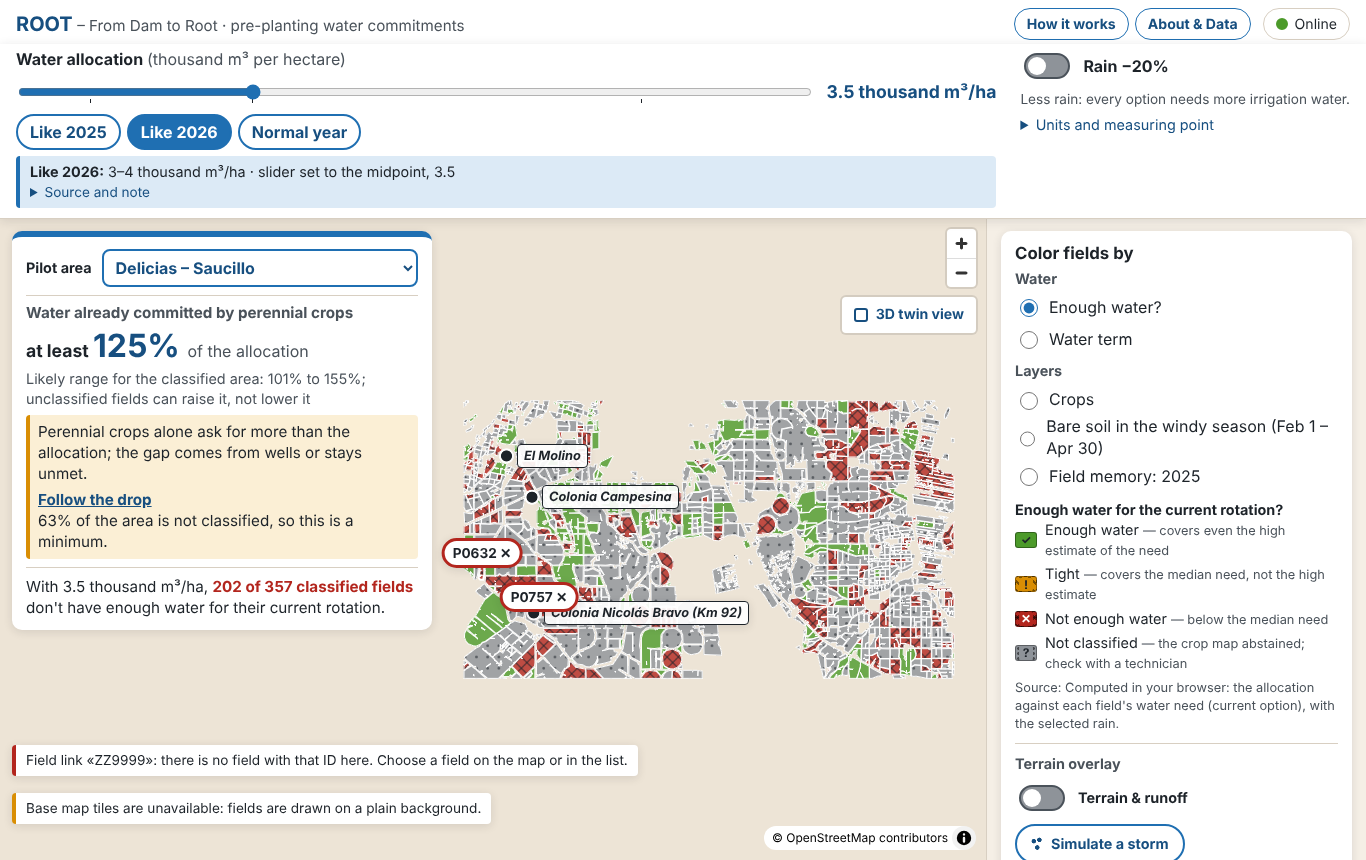 ROOT – From Dam to Root · pre-planting water commitments
How it works
About & Data
Online
Water allocation (thousand m³ per hectare)
3.5 thousand m³/ha
Like 2025
Like 2026
Normal year
Like 2026: 3–4 thousand m³/ha · slider set to the midpoint, 3.5
Source and note
Rain −20%
Less rain: every option needs more irrigation water.
Units and measuring point
Pilot area
Delicias – Saucillo
Water already committed by perennial crops
at least 125% of the allocation
Likely range for the classified area: 101% to 155%;
unclassified fields can raise it, not lower it
Perennial crops alone ask for more than the
allocation; the gap comes from wells or stays
unmet.
Follow the drop
63% of the area is not classified, so this is a
minimum.
With 3.5 thousand m³/ha, 202 of 357 classified fields
don't have enough water for their current rotation.
+
−
3D twin view
El Molino
Colonia Campesina
P0632 ✕
P0757 ✕
Colonia Nicolás Bravo (Km 92)
Field link «ZZ9999»: there is no field with that ID here. Choose a field on the map or in the list.
Base map tiles are unavailable: fields are drawn on a plain background.
© OpenStreetMap contributors
Color fields by
Water
Enough water?
Water term
Layers
Crops
Bare soil in the windy season (Feb 1 –
Apr 30)
Field memory: 2025
Enough water for the current rotation?
Enough water — covers even the high
estimate of the need
Tight — covers the median need, not the high
estimate
Not enough water — below the median need
Not classified — the crop map abstained;
check with a technician
Source: Computed in your browser: the allocation
against each field's water need (current option), with
the selected rain.
Terrain overlay
Terrain & runoff
Simulate a storm